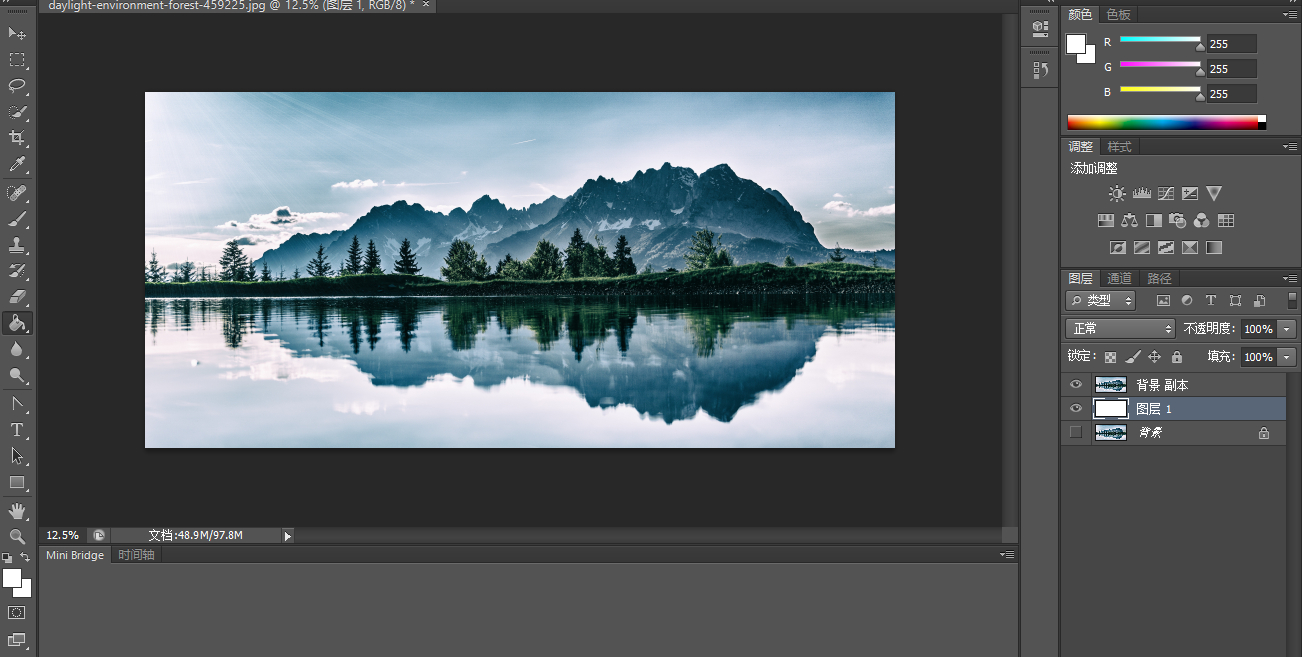 daylight-environment-forest-459225.jpg @ 12.5% (图层 1, RGB/8) * ×
颜色 色板
R 255
G 255
B 255
调整 样式
添加调整
图层 通道 路径
类型
正常 不透明度: 100%
锁定: 填充: 100%
背景 副本
图层 1
背景
12.5% 文档:48.9M/97.8M
Mini Bridge 时间轴